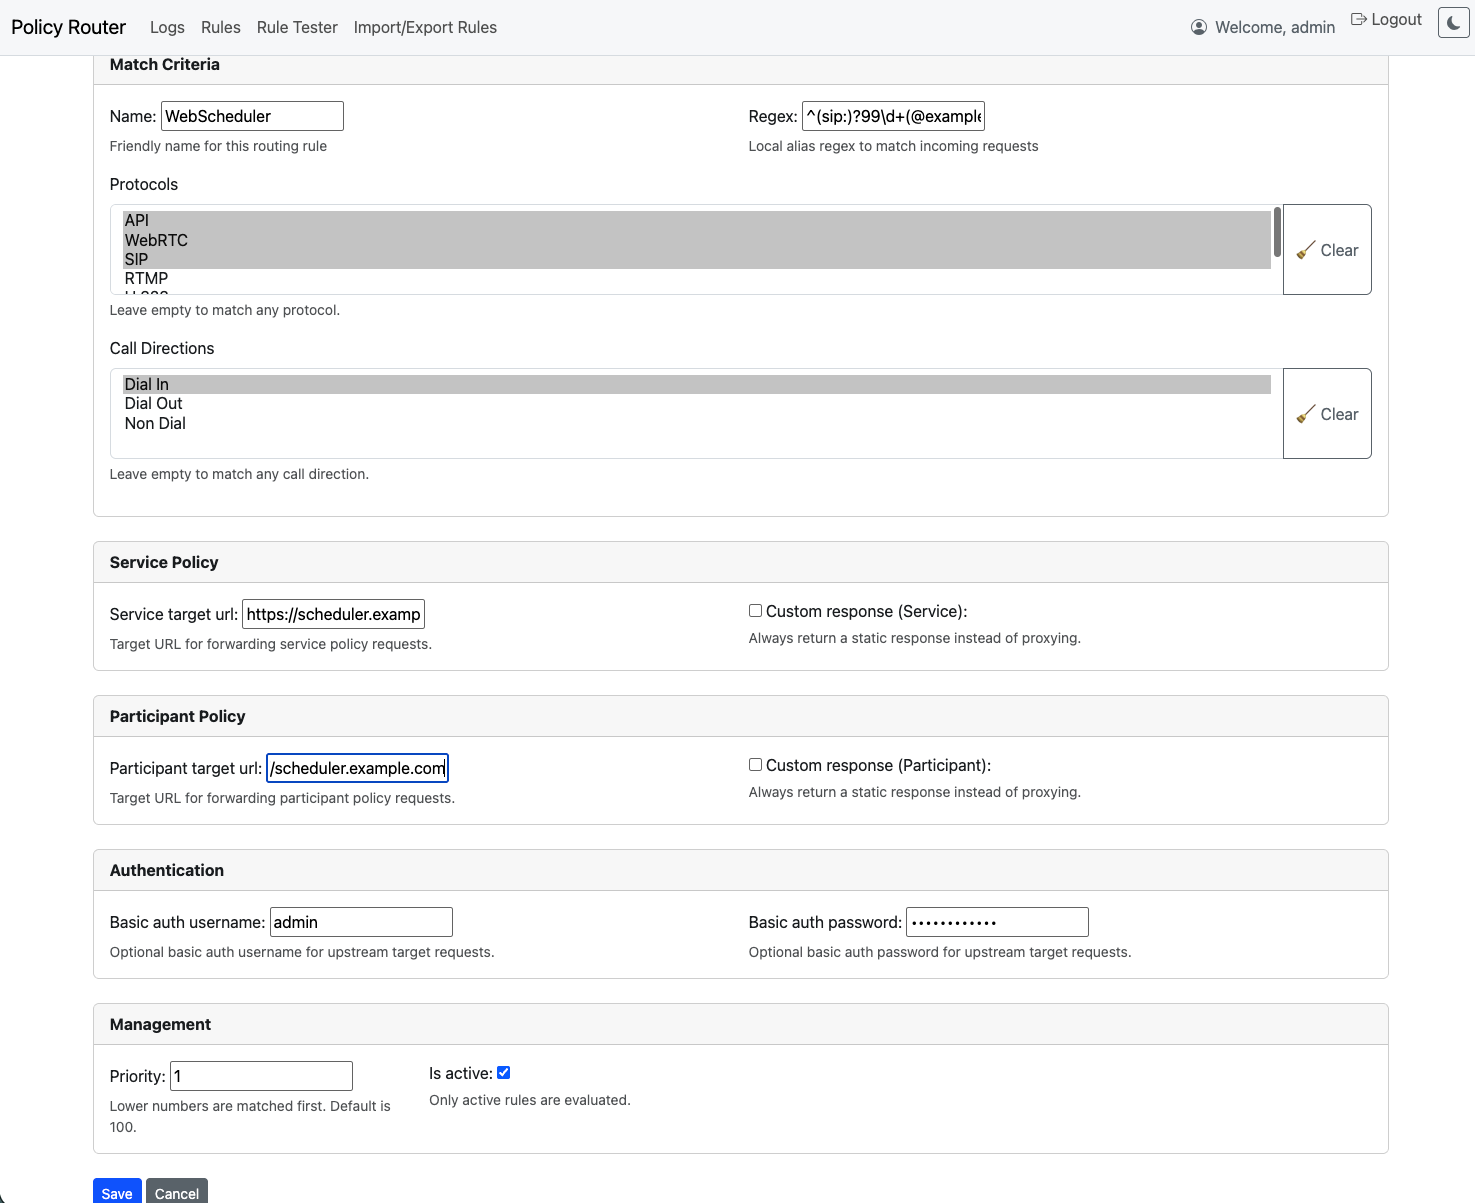 Policy Router Logs Rules Rule Tester Import/Export Rules Welcome, admin Logout
Match Criteria
Name: WebScheduler
Friendly name for this routing rule
Regex: ^(sip:)?99\d+(@example
Local alias regex to match incoming requests
Protocols
API
WebRTC
SIP
RTMP
Clear
Leave empty to match any protocol.
Call Directions
Dial In
Dial Out
Non Dial
Clear
Leave empty to match any call direction.
Service Policy
Service target url: https://scheduler.examp
Target URL for forwarding service policy requests.
Custom response (Service):
Always return a static response instead of proxying.
Participant Policy
Participant target url: /scheduler.example.com
Target URL for forwarding participant policy requests.
Custom response (Participant):
Always return a static response instead of proxying.
Authentication
Basic auth username: admin
Optional basic auth username for upstream target requests.
Basic auth password: ••••••••••••
Optional basic auth password for upstream target requests.
Management
Priority: 1
Lower numbers are matched first. Default is
100.
Is active:
Only active rules are evaluated.
Save Cancel